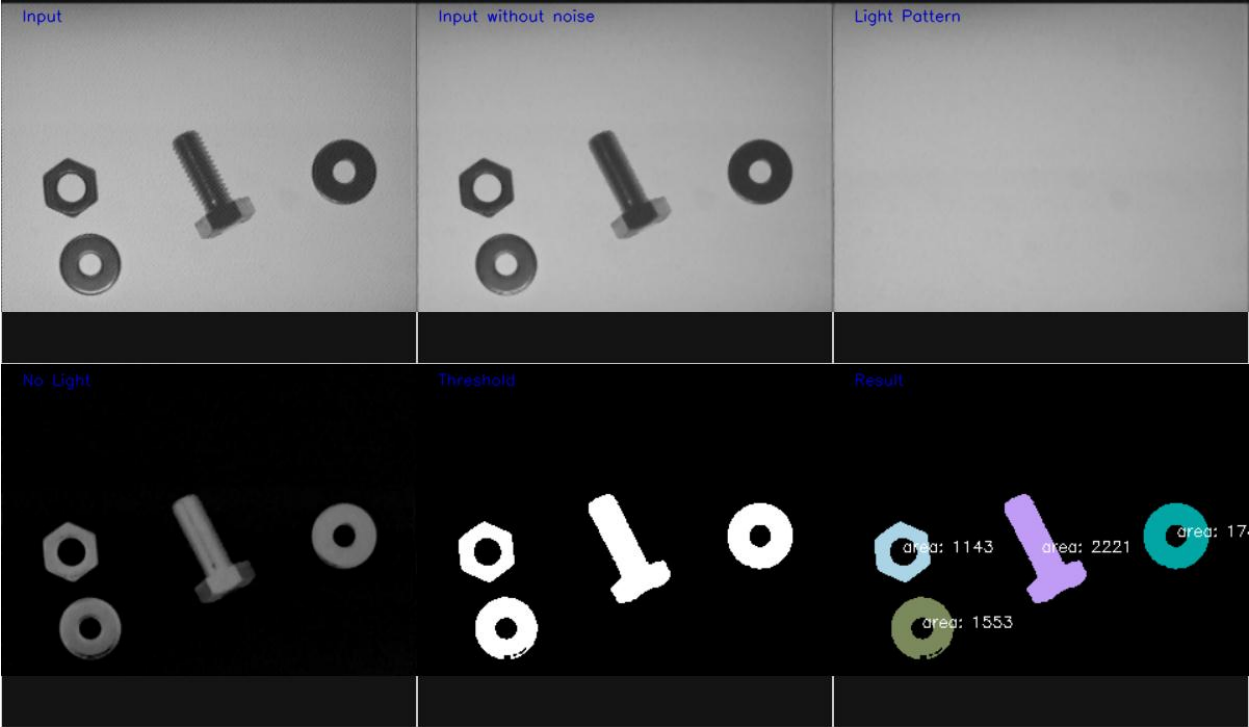 Input
Input without noise
Light Pattern
No Light
Threshold
Result
area: 1143
area: 2221
area: 1553